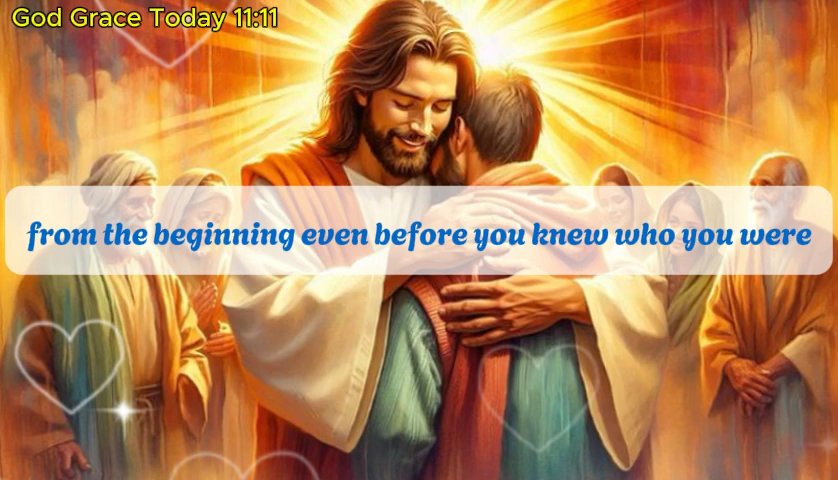 God Grace Today 11:11
from the beginning even before you knew who you were